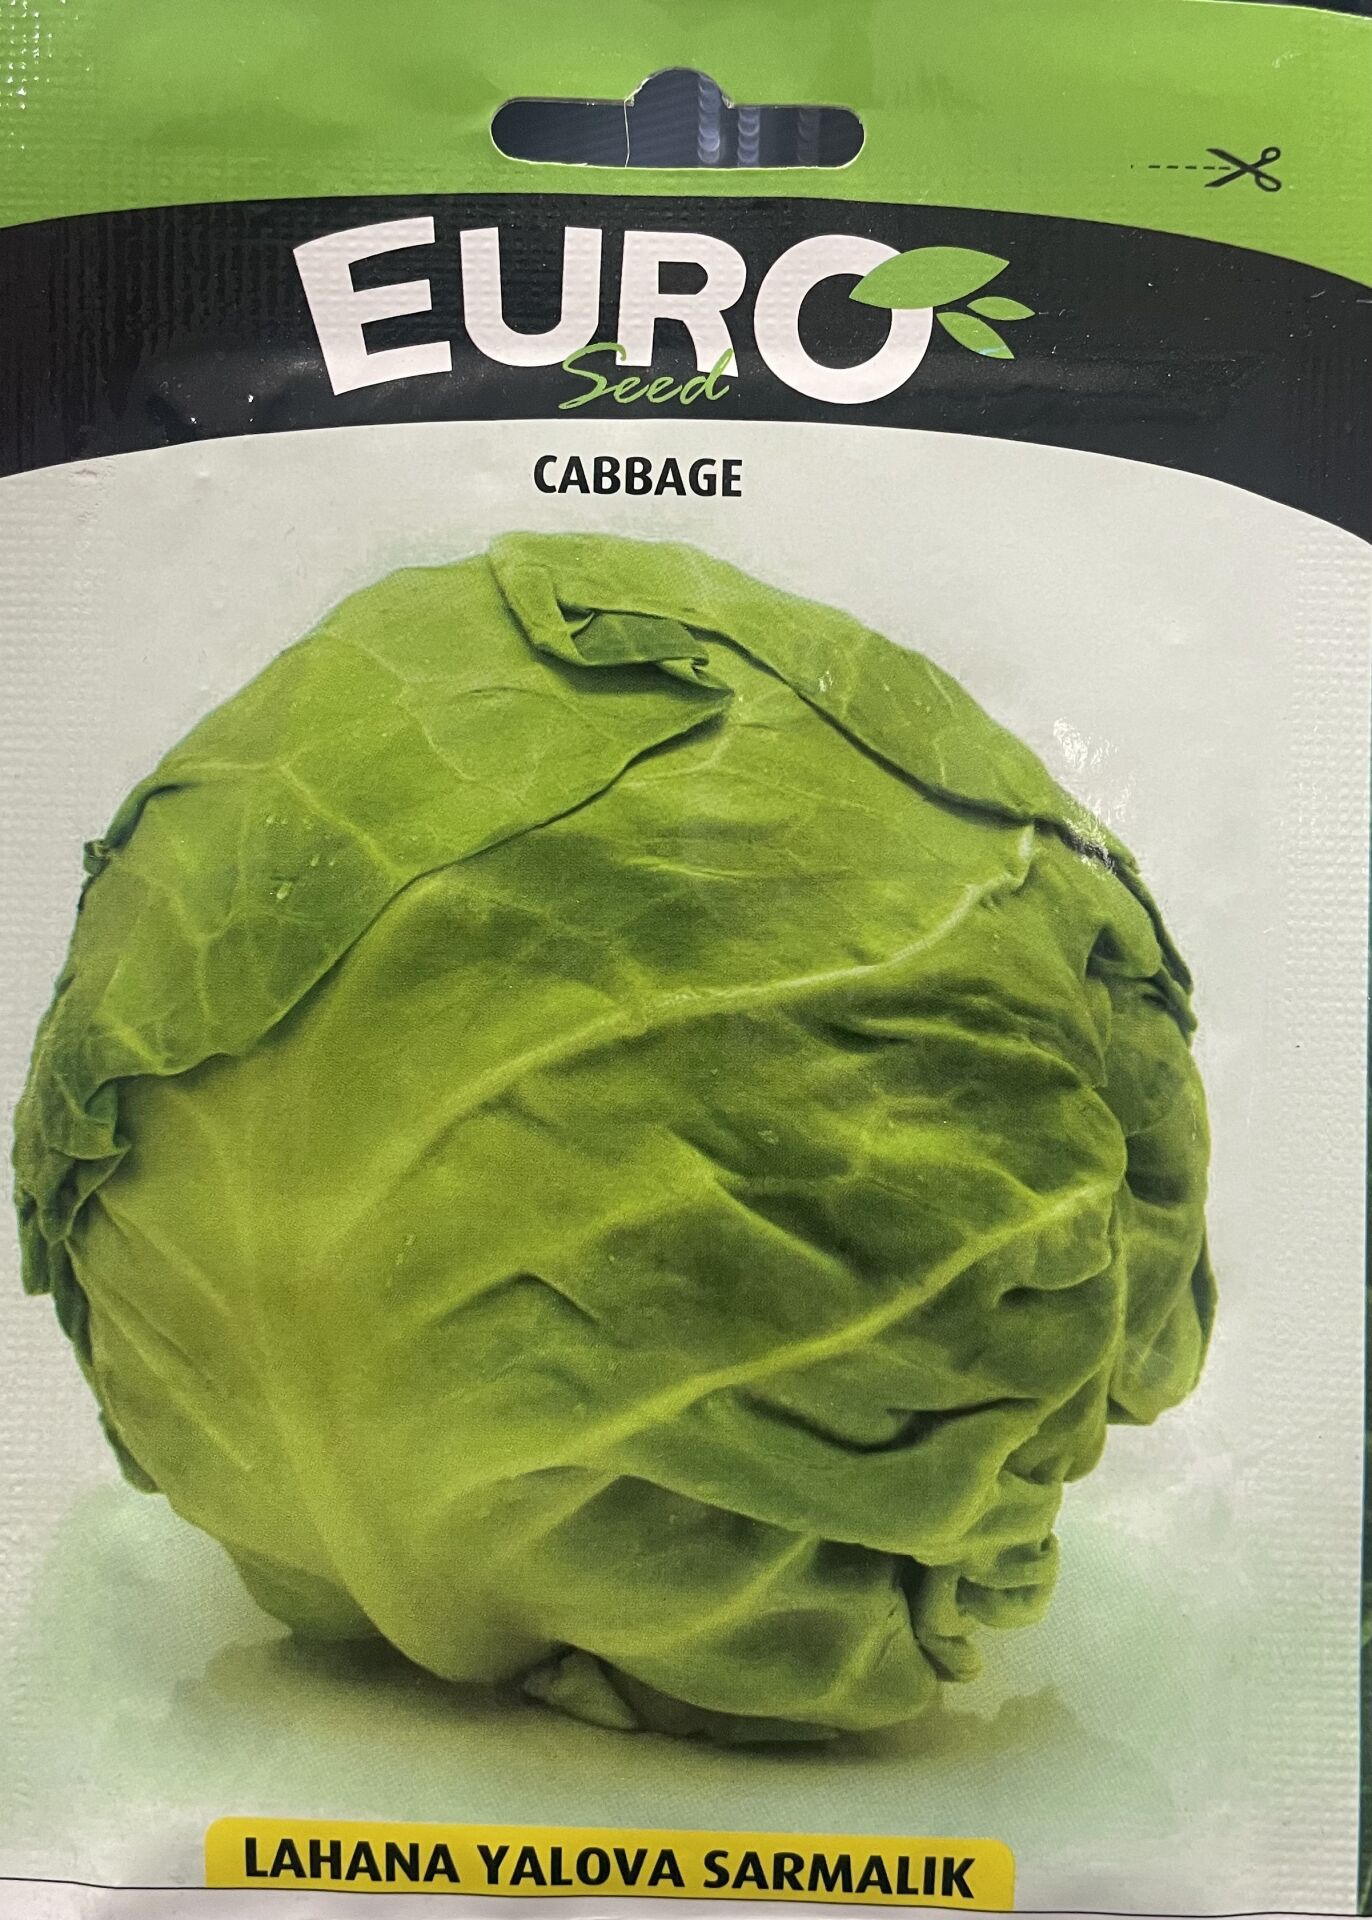 EURO
Seed
CABBAGE
LAHANA YALOVA SARMALIK